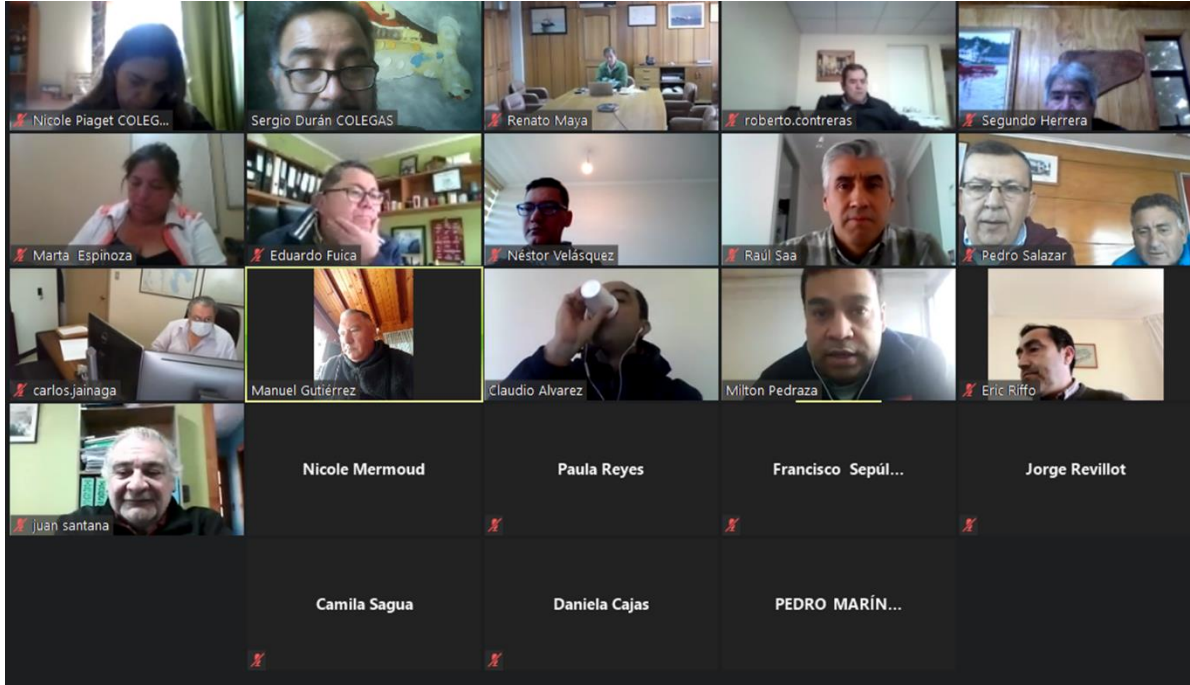 Nicole Piaget COLEG...
Sergio Durán COLEGAS
Renato Maya
roberto.contreras
Segundo Herrera
Marta Espinoza
Eduardo Fuica
Néstor Velásquez
Raúl Saa
Pedro Salazar
carlos.jainaga
Manuel Gutiérrez
Claudio Alvarez
Milton Pedraza
Eric Riffo
juan santana
Nicole Mermoud
Paula Reyes
Francisco Sepúl...
Jorge Revillot
Camila Sagua
Daniela Cajas
PEDRO MARÍN...